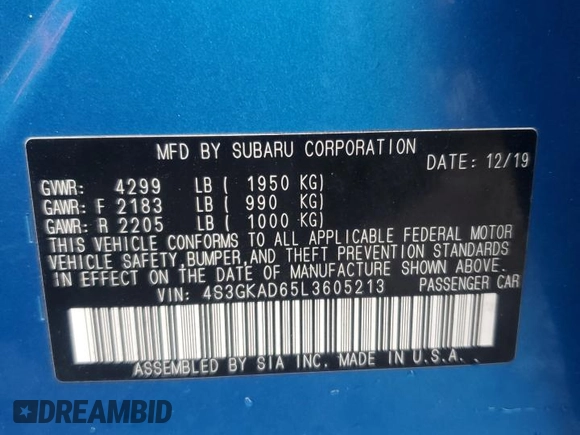 MFD BY SUBARU CORPORATION
DATE: 12/19
GVWR: 4299 LB ( 1950 KG)
GAWR: F 2183 LB ( 990 KG)
GAWR: R 2205 LB ( 1000 KG)
THIS VEHICLE CONFORMS TO ALL APPLICABLE FEDERAL MOTOR
VEHICLE SAFETY,BUMPER,AND THEFT PREVENTION STANDARDS
IN EFFECT ON THE DATE OF MANUFACTURE SHOWN ABOVE.
VIN: 4S3GKAD65L3605213 PASSENGER CAR
ASSEMBLED BY SIA INC. MADE IN U.S.A.
DREAMBID